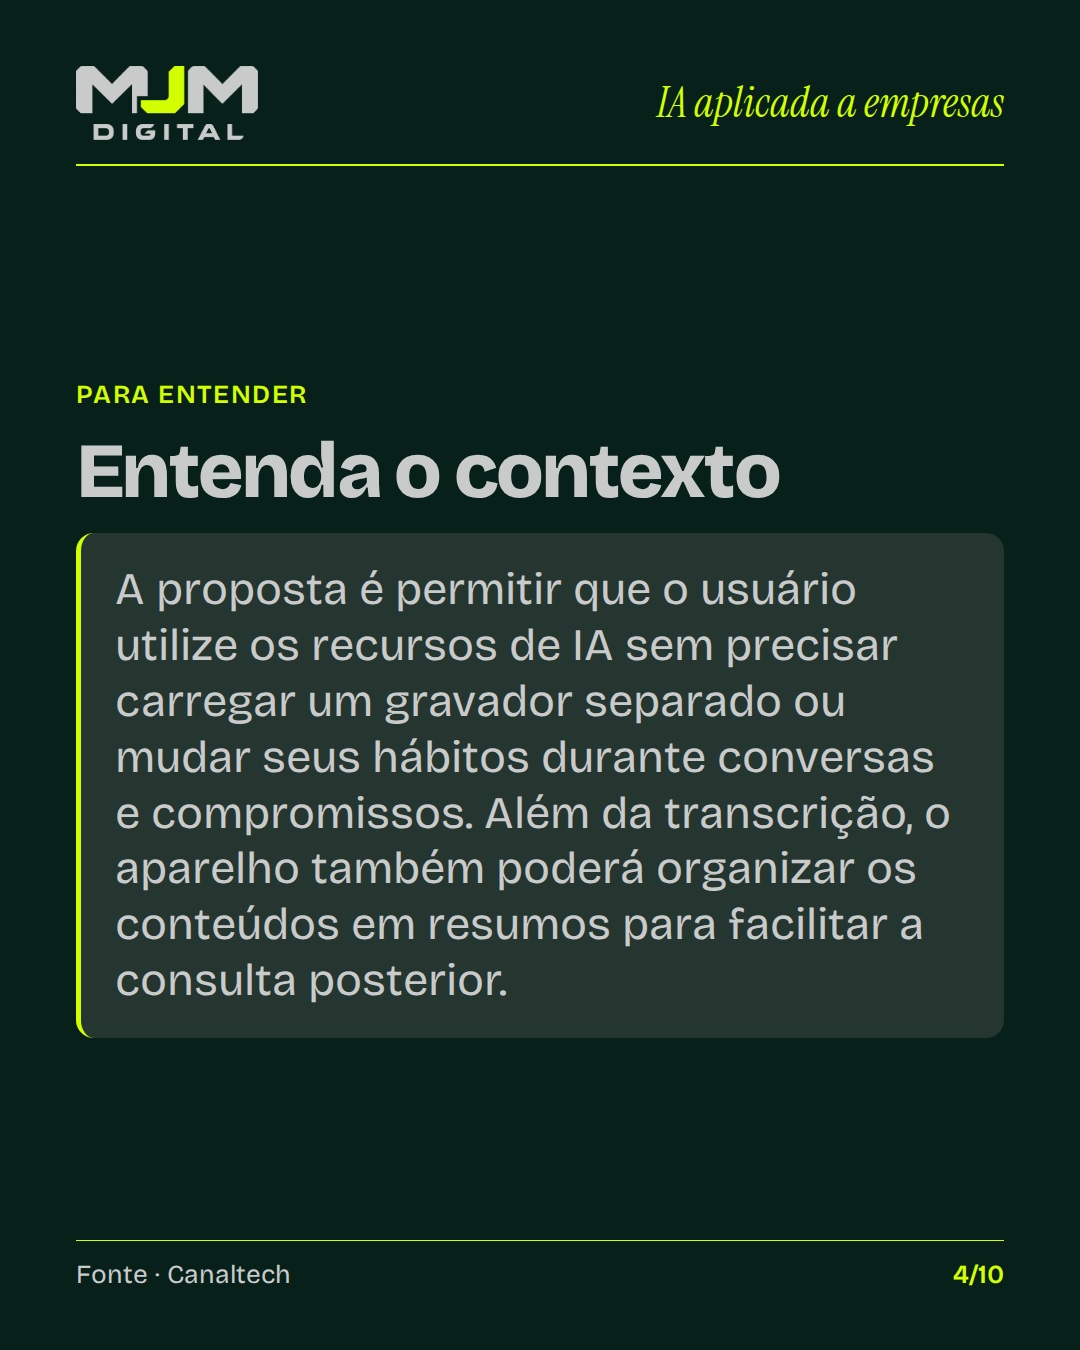 MJM
DIGITAL
IA aplicada a empresas
PARA ENTENDER
Entenda o contexto
A proposta é permitir que o usuário
utilize os recursos de IA sem precisar
carregar um gravador separado ou
mudar seus hábitos durante conversas
e compromissos. Além da transcrição, o
aparelho também poderá organizar os
conteúdos em resumos para facilitar a
consulta posterior.
Fonte · Canaltech
4/10